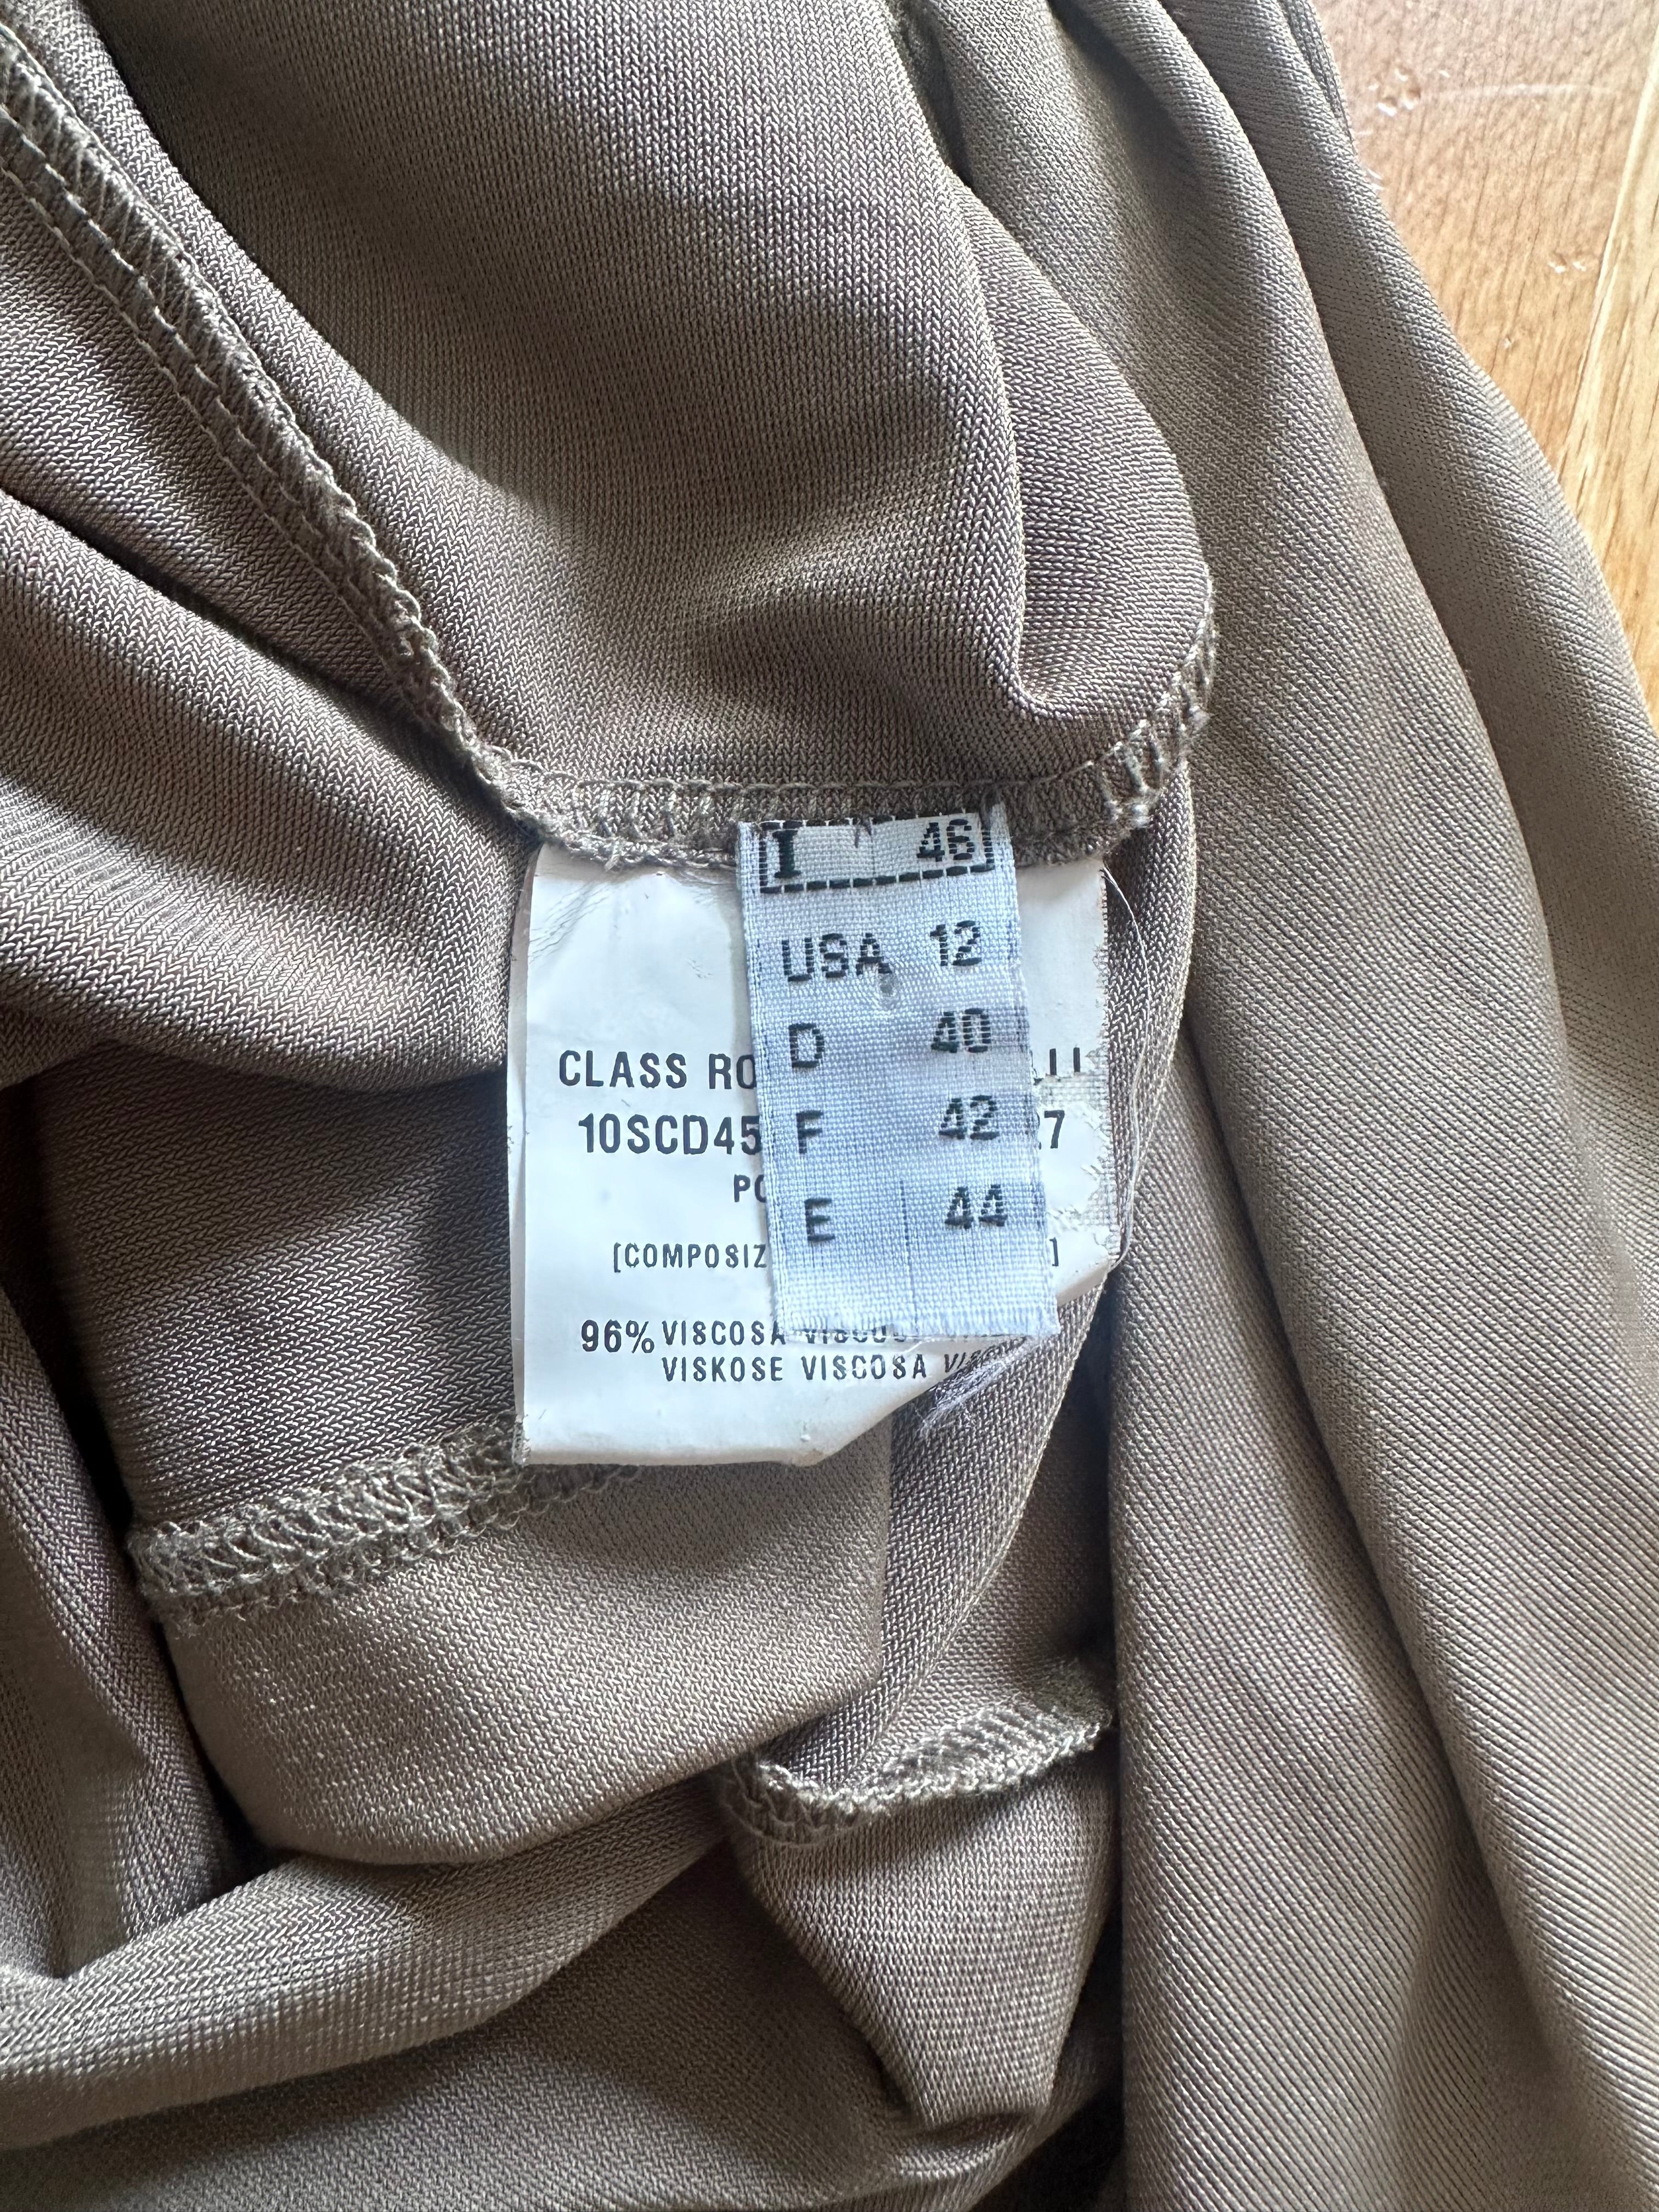 I 46
USA 12
D 40
F 42
E 44
CLASS RO
10SCD45 27
PO
[COMPOSIZ ]
96% VISCOSA
VISKOSE VISCOSA